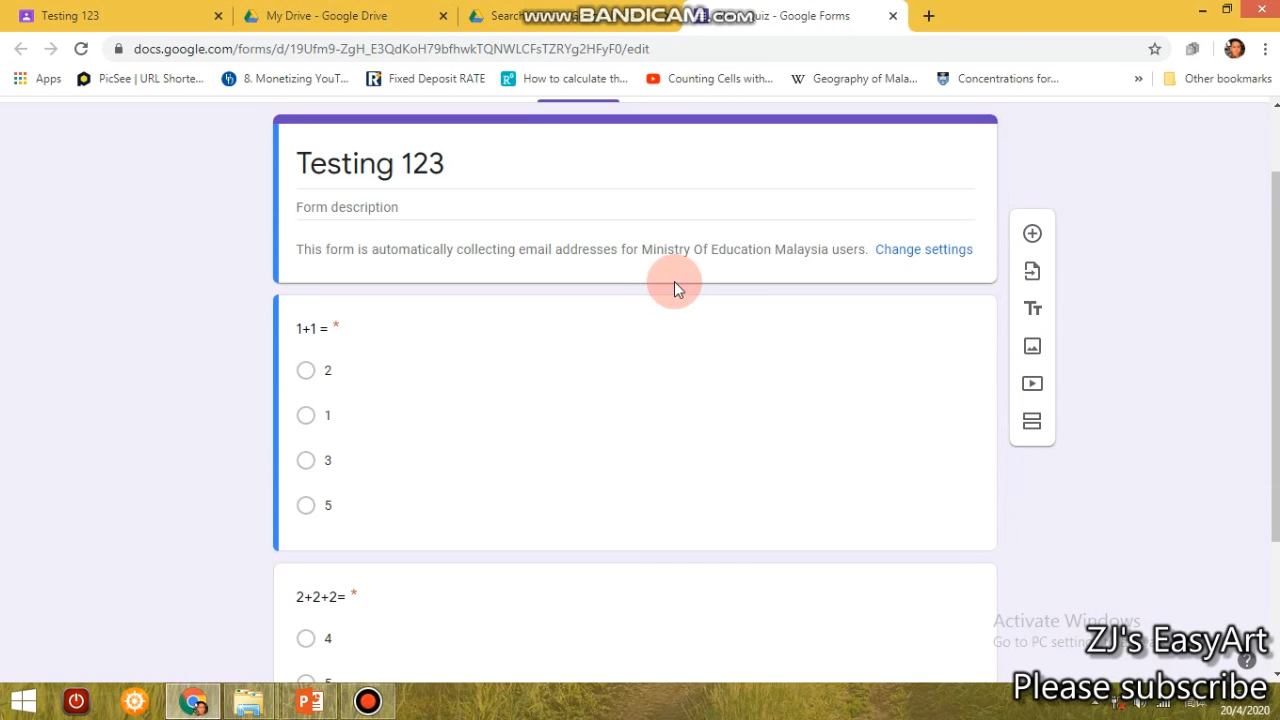 Testing 123
My Drive - Google Drive
Sear
www.BANDICAM.com
uiz - Google Forms
docs.google.com/forms/d/19Ufm9-ZgH_E3QdKoH79bfhwkTQNWLCFsTZRYg2HFyF0/edit
Apps
PicSee | URL Shorte...
8. Monetizing YouT...
Fixed Deposit RATE
How to calculate th...
Counting Cells with...
Geography of Mala...
Concentrations for...
»
Other bookmarks
Testing 123
Form description
This form is automatically collecting email addresses for Ministry Of Education Malaysia users. Change settings
1+1 = *
2
1
3
5
2+2+2= *
4
Activate Windows
Go to PC setti
ZJ's EasyArt
Please subscribe
20/4/2020